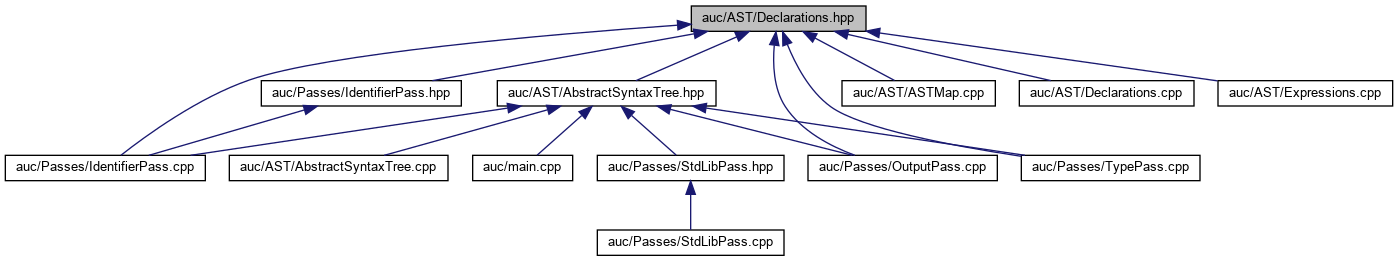 auc/AST/Declarations.hpp
auc/Passes/IdentifierPass.hpp
auc/AST/AbstractSyntaxTree.hpp
auc/AST/ASTMap.cpp
auc/AST/Declarations.cpp
auc/AST/Expressions.cpp
auc/Passes/IdentifierPass.cpp
auc/AST/AbstractSyntaxTree.cpp
auc/main.cpp
auc/Passes/StdLibPass.hpp
auc/Passes/OutputPass.cpp
auc/Passes/TypePass.cpp
auc/Passes/StdLibPass.cpp